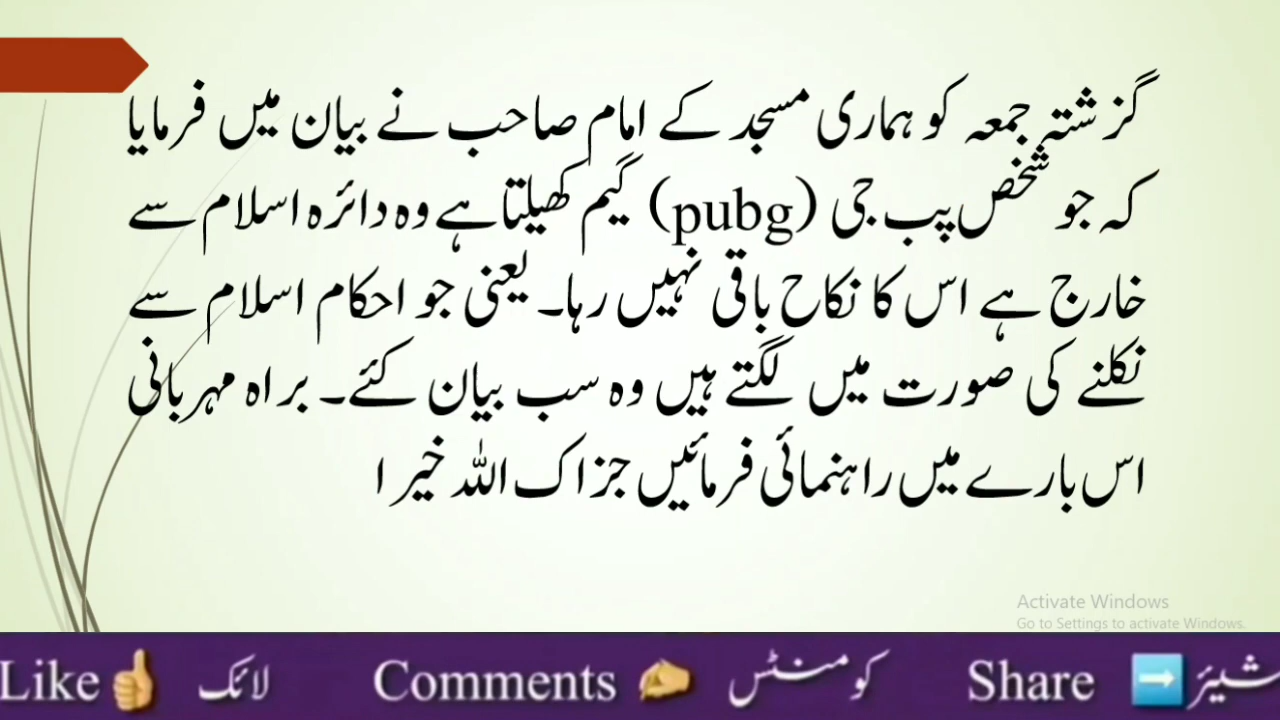 گزشتہ جمعہ کو ہماری مسجد کے امام صاحب نے بیان میں فرمایا
کہ جو شخص پب جی (pubg) گیم کھیلتا ہے وہ دائرہ اسلام سے
خارج ہے اس کا نکاح باقی نہیں رہا۔ یعنی جو احکام اسلام سے
نکلنے کی صورت میں لگتے ہیں وہ سب بیان کئے۔ براہ مہربانی
اس بارے میں راہنمائی فرمائیں جزاک اللہ خیرا
Activate Windows
Go to Settings to activate Windows.
Like لائک Comments کومنٹس Share شیئر